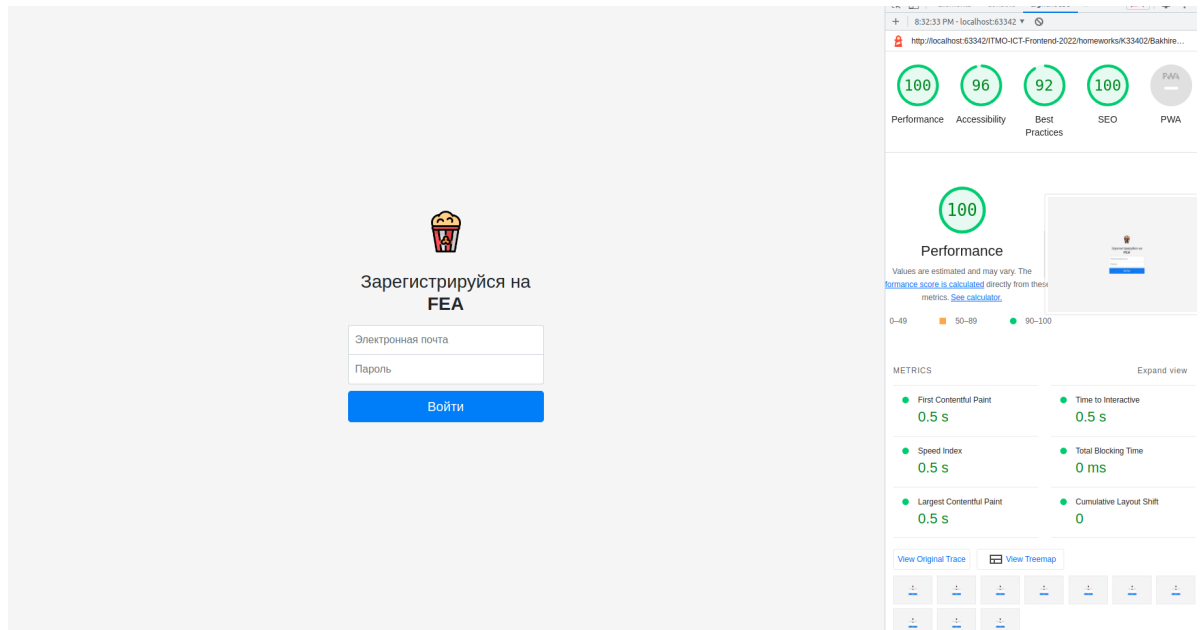 Зарегистрируйся на
FEA
Электронная почта
Пароль
Войти
8:32:33 PM - localhost:63342
http://localhost:63342/ITMO-ICT-Frontend-2022/homeworks/K33402/Bakhire...
100 96 92 100 PWA
Performance Accessibility Best Practices SEO PWA
100
Performance
Values are estimated and may vary. The
formance score is calculated directly from these
metrics. See calculator.
0–49 50–89 90–100
METRICS Expand view
First Contentful Paint
0.5 s
Time to Interactive
0.5 s
Speed Index
0.5 s
Total Blocking Time
0 ms
Largest Contentful Paint
0.5 s
Cumulative Layout Shift
0
View Original Trace View Treemap